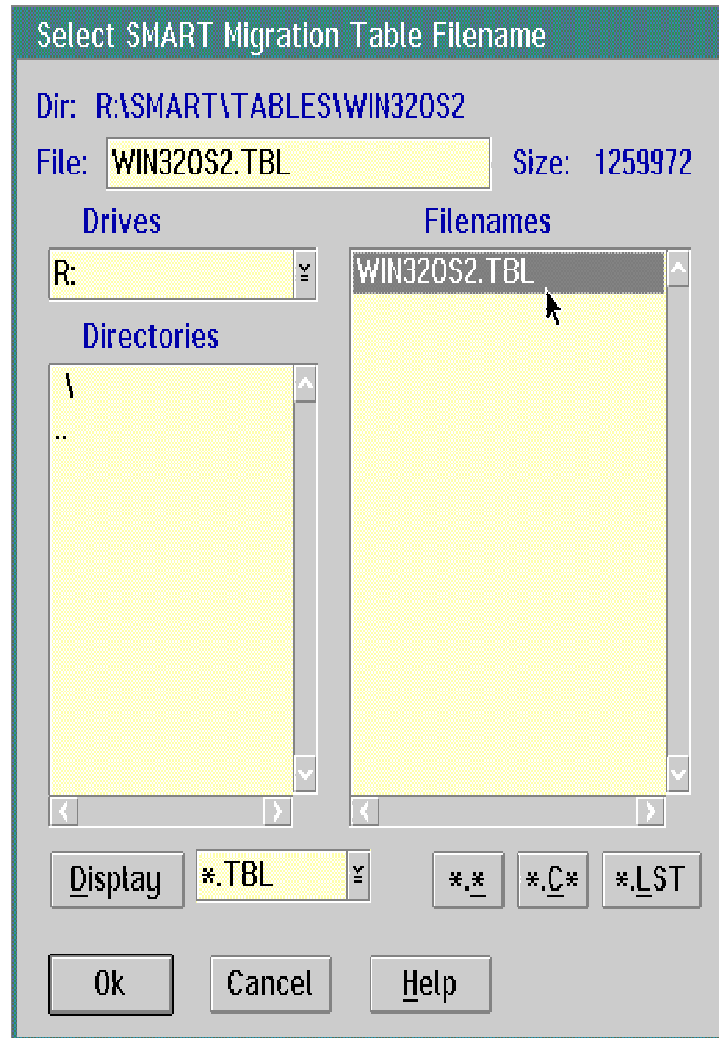 Select SMART Migration Table Filename
Dir: R:\SMART\TABLES\WIN32OS2
File: WIN32OS2.TBL Size: 1259972
Drives Filenames
R: WIN32OS2.TBL
Directories
\
..
Display *.TBL *.* *.C* *.LST
Ok Cancel Help